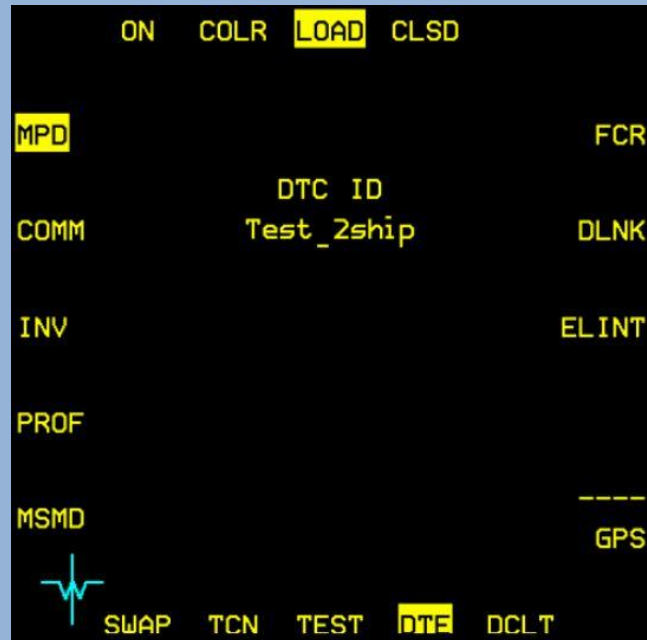 ON COLR LOAD CLSD
MPD FCR
DTC ID
COMM Test_2ship DLNK
INV ELINT
PROF
----
MSMD GPS
SWAP TCN TEST DTE DCLT